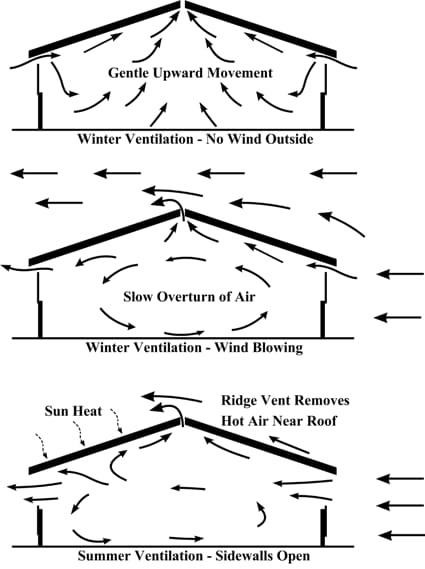 Gentle Upward Movement
Winter Ventilation - No Wind Outside
Slow Overturn of Air
Winter Ventilation - Wind Blowing
Ridge Vent Removes
Sun Heat
Hot Air Near Roof
Summer Ventilation - Sidewalls Open